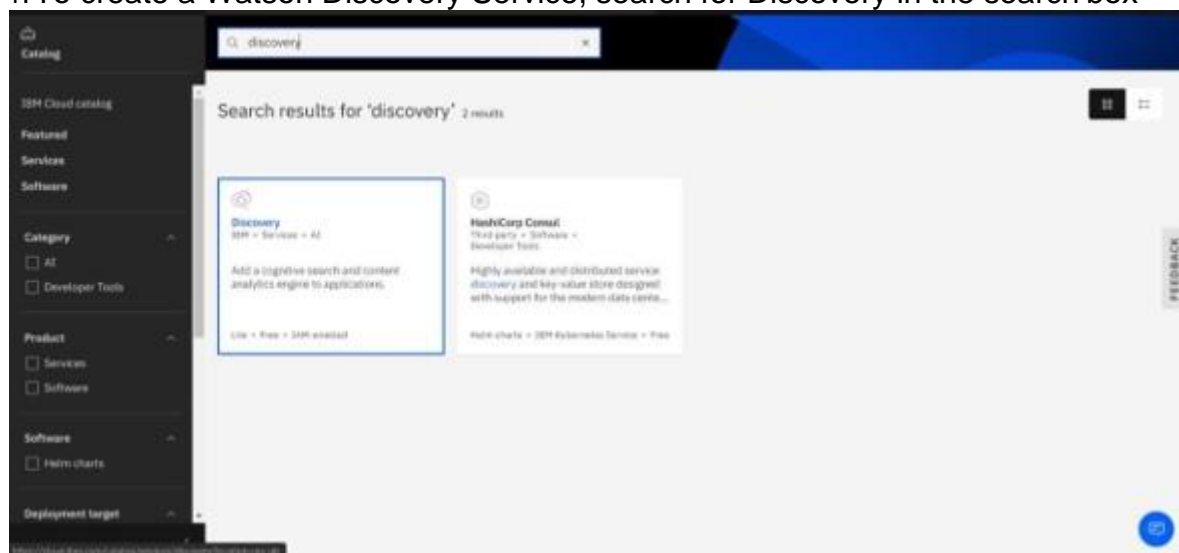 To create a Watson Discovery Service, search for Discovery in the search box
Catalog
discovery
IBM Cloud catalog
Featured
Services
Software
Category
AI
Developer Tools
Product
Services
Software
Software
Helm charts
Deployment target
Search results for 'discovery' 2 results
Discovery
IBM • Services • AI
Add a cognitive search and content
analytics engine to applications.
Lite • Free • IAM-enabled
HashiCorp Consul
Third party • Software •
Developer Tools
Highly available and distributed service
discovery and key-value store designed
with support for the modern data cente...
Helm charts • IBM Kubernetes Service • Free
FEEDBACK